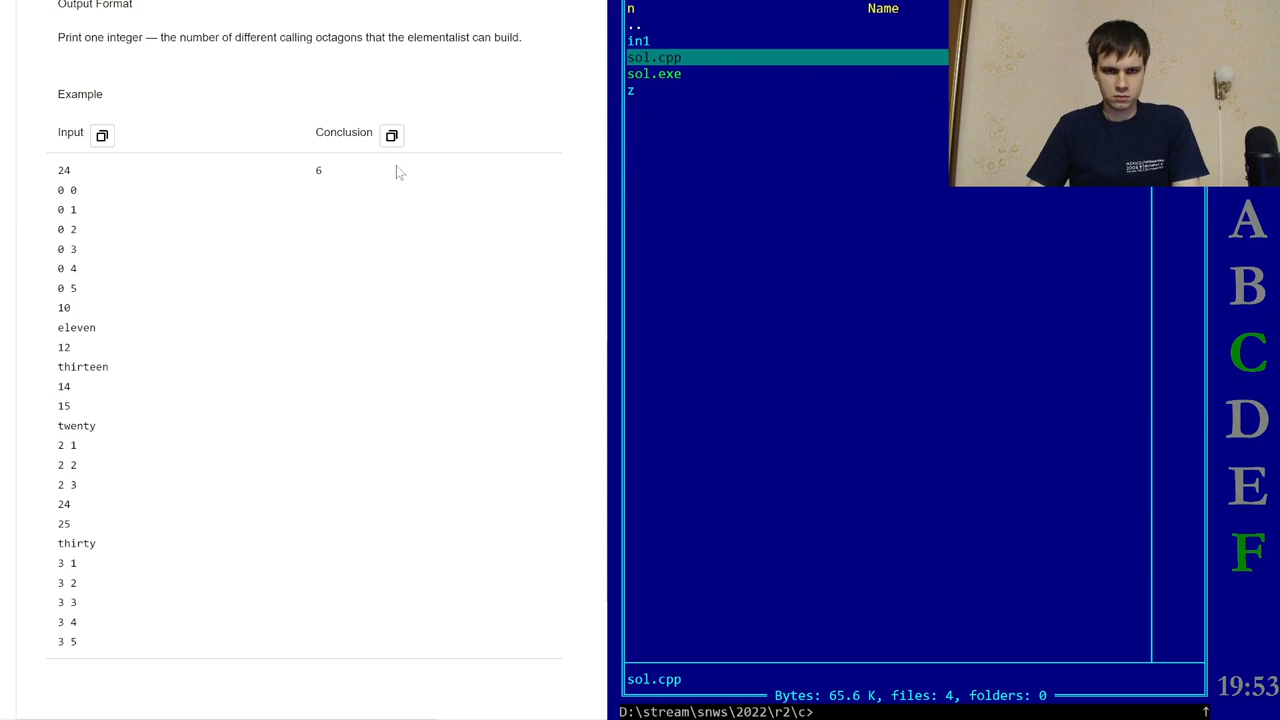 Output Format
Print one integer — the number of different calling octagons that the elementalist can build.
Example
Input
Conclusion
24
6
0 0
0 1
0 2
0 3
0 4
0 5
10
eleven
12
thirteen
14
15
twenty
2 1
2 2
2 3
24
25
thirty
3 1
3 2
3 3
3 4
3 5
n
Name
..
in1
sol.cpp
sol.exe
z
sol.cpp
Bytes: 65.6 K, files: 4, folders: 0
D:\stream\snws\2022\r2\c>
↑
A
B
C
D
E
F
19:53